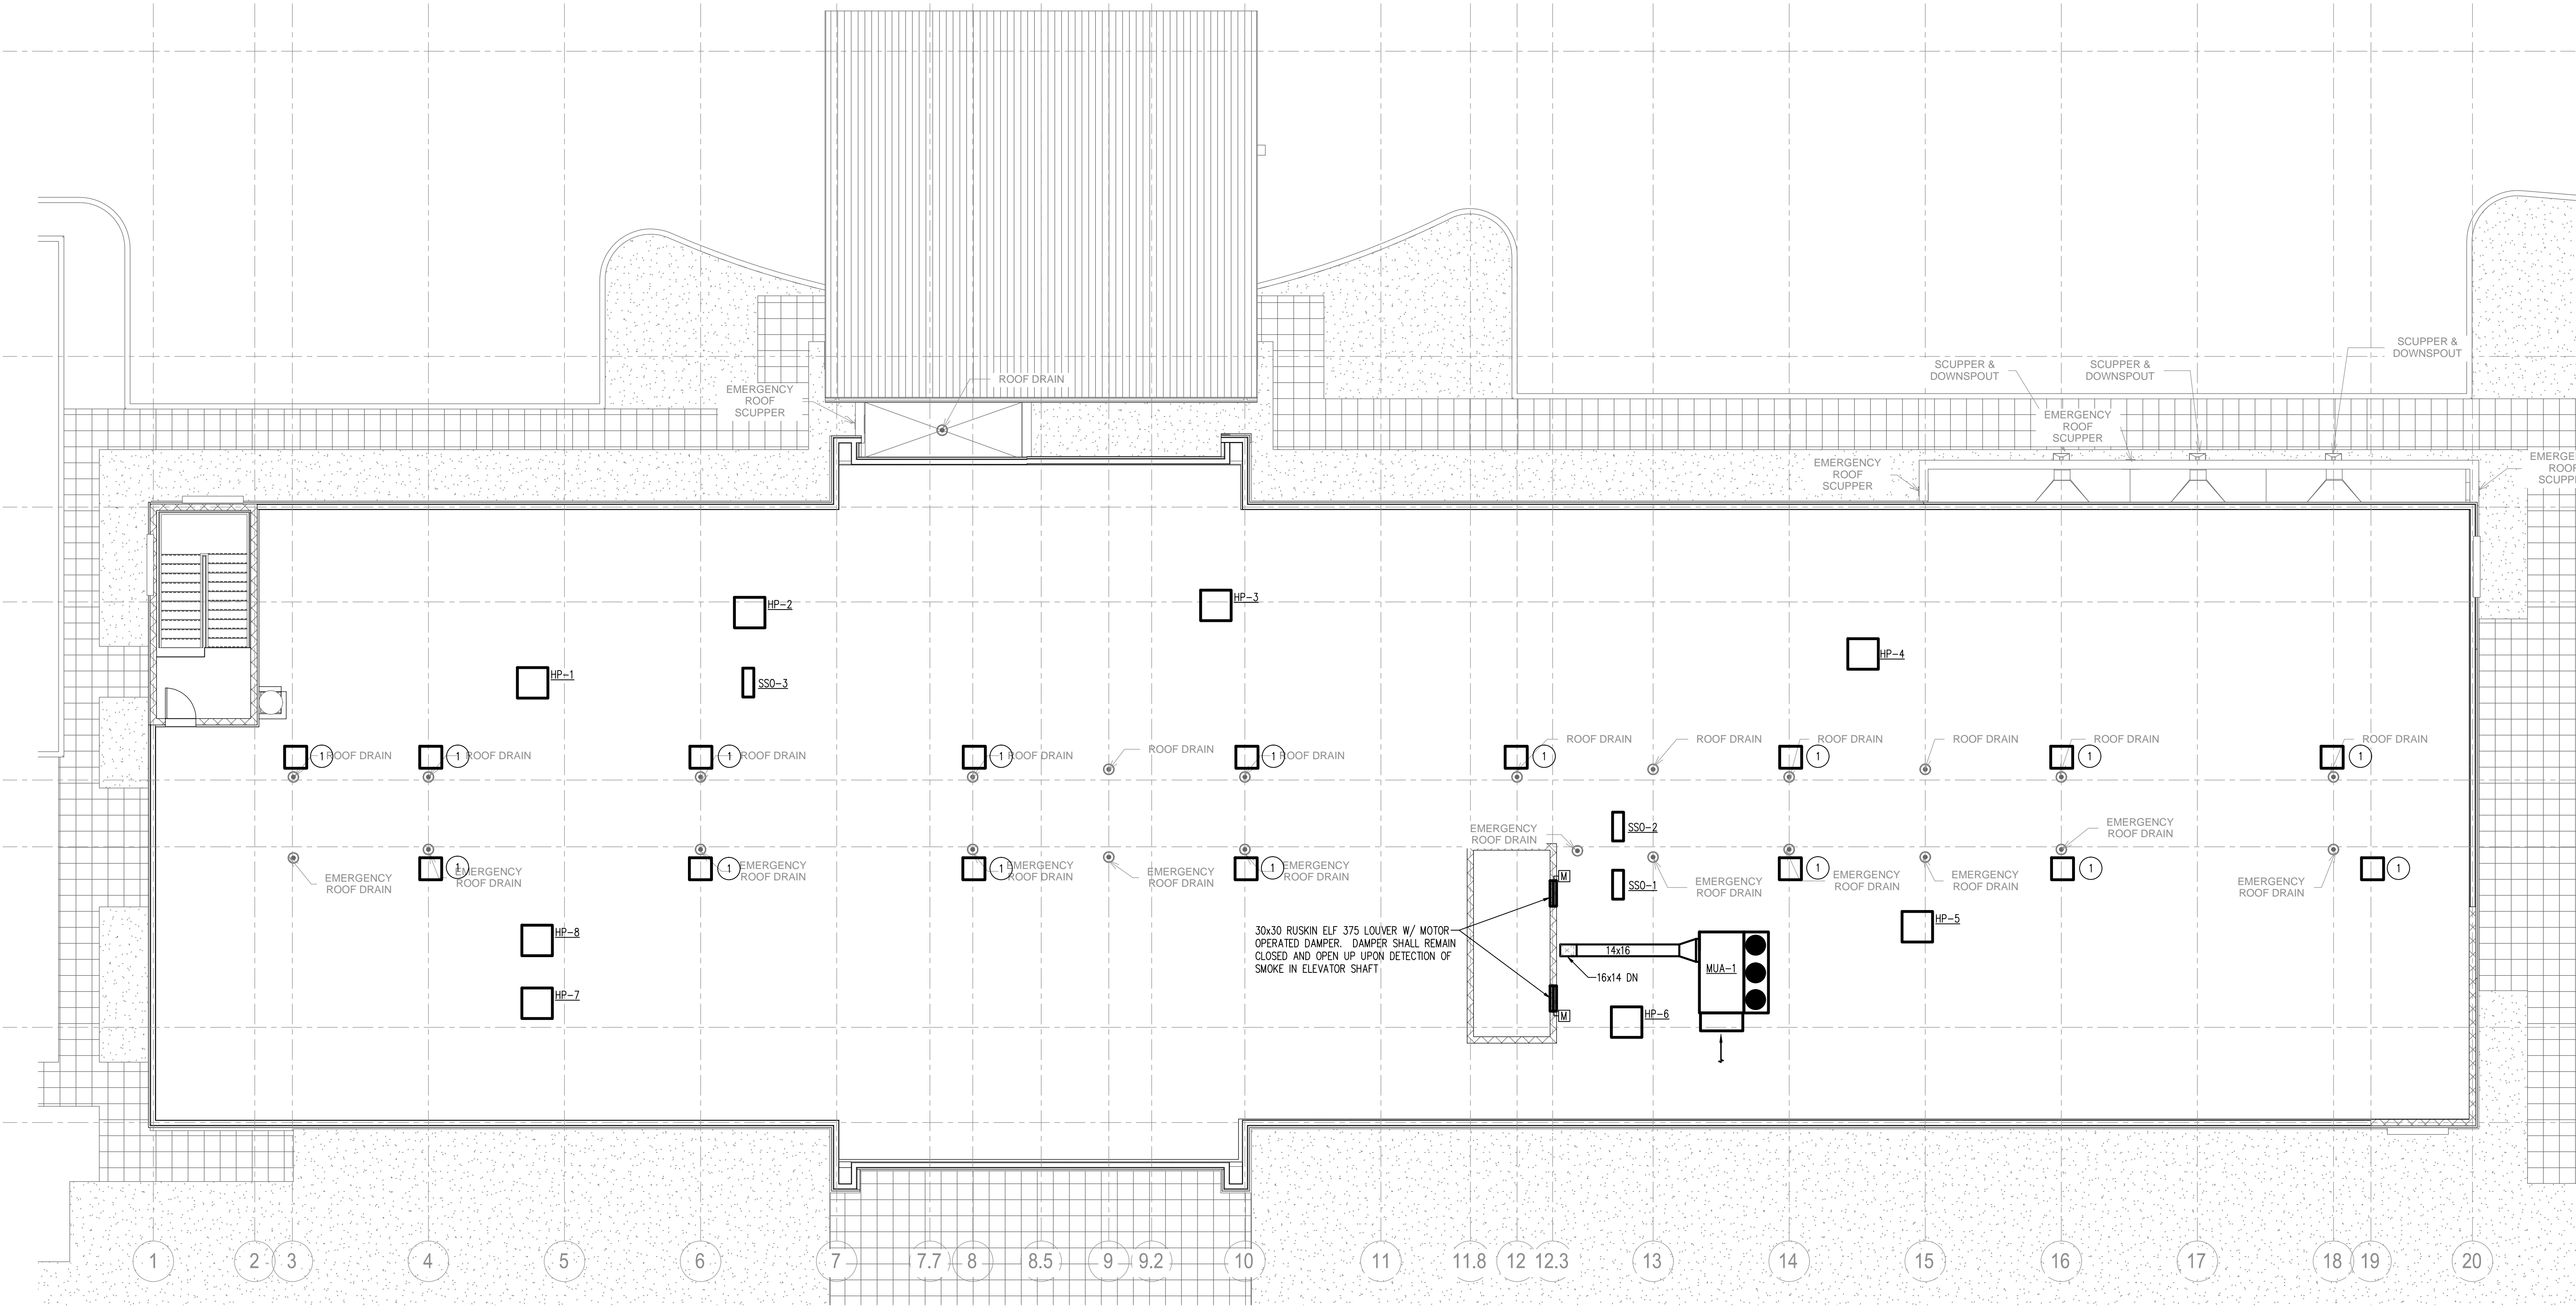 ROOF DRAIN
EMERGENCY
ROOF
SCUPPER
SCUPPER &
DOWNSPOUT
SCUPPER &
DOWNSPOUT
SCUPPER &
DOWNSPOUT
EMERGENCY
ROOF
SCUPPER
EMERGENCY
ROOF
SCUPPER
HP-2
HP-3
HP-1
SSO-3
HP-4
1
ROOF DRAIN
1
ROOF DRAIN
1
ROOF DRAIN
1
ROOF DRAIN
ROOF DRAIN
1
ROOF DRAIN
1
ROOF DRAIN
ROOF DRAIN
1
ROOF DRAIN
ROOF DRAIN
1
ROOF DRAIN
1
ROOF DRAIN
EMERGENCY
ROOF DRAIN
1
EMERGENCY
ROOF DRAIN
1
EMERGENCY
ROOF DRAIN
1
EMERGENCY
ROOF DRAIN
EMERGENCY
ROOF DRAIN
1
EMERGENCY
ROOF DRAIN
EMERGENCY
ROOF DRAIN
SSO-2
SSO-1
EMERGENCY
ROOF DRAIN
1
EMERGENCY
ROOF DRAIN
EMERGENCY
ROOF DRAIN
EMERGENCY
ROOF DRAIN
1
EMERGENCY
ROOF DRAIN
1
M
HP-8
HP-7
30x30 RUSKIN ELF 375 LOUVER W/ MOTOR
OPERATED DAMPER. DAMPER SHALL REMAIN
CLOSED AND OPEN UP UPON DETECTION OF
SMOKE IN ELEVATOR SHAFT
14x16
16x14 DN
MUA-1
HP-5
M
HP-6
1
2
3
4
5
6
7
7.7
8
8.5
9
9.2
10
11
11.8
12
12.3
13
14
15
16
17
18
19
20